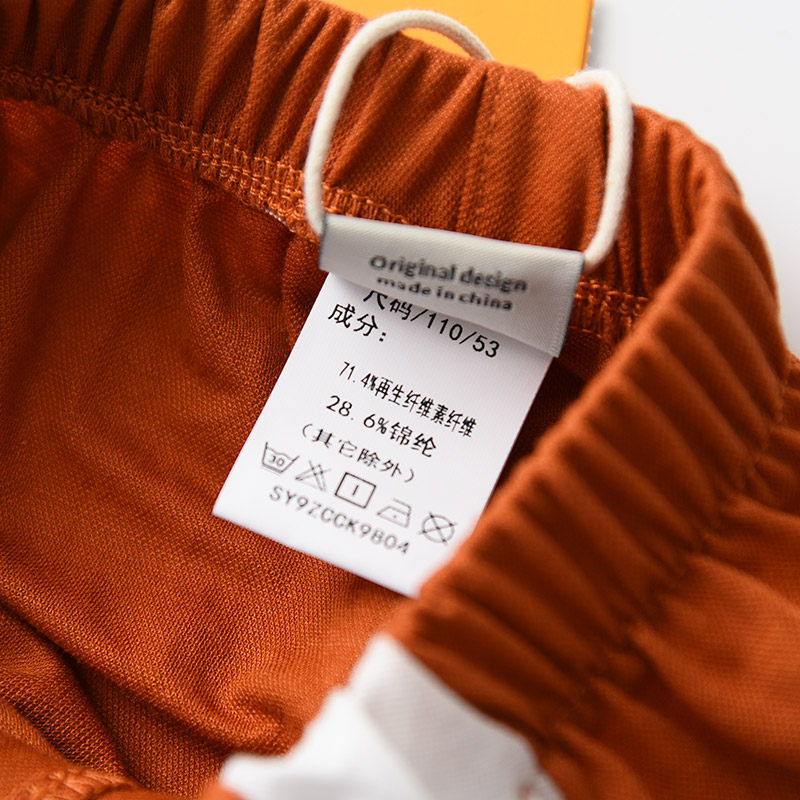 Original design
made in china
尺码/110/53
成分:
71.4%再生纤维素纤维
28.6%锦纶
(其它除外)
30
SY9ZCCK9804